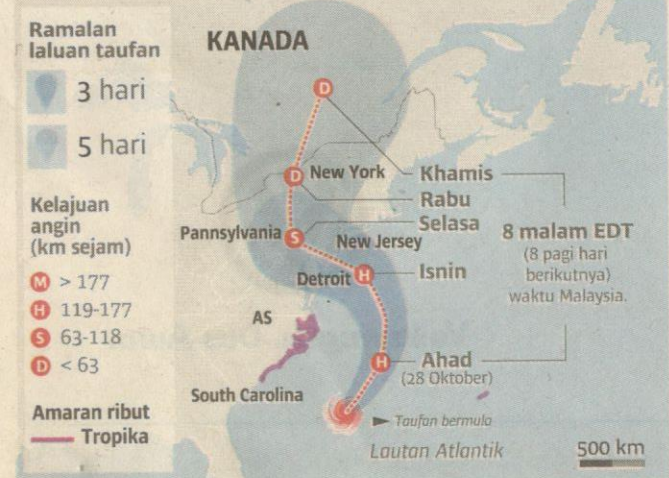 Ramalan
laluan taufan
3 hari
5 hari
Kelajuan
angin
(km sejam)
M > 177
H 119-177
S 63-118
D < 63
Amaran ribut
Tropika
KANADA
D
D New York
Khamis
Rabu
Selasa
Pannsylvania S
New Jersey
Detroit H
Isnin
8 malam EDT
(8 pagi hari
berikutnya)
waktu Malaysia.
AS
H Ahad
(28 Oktober)
South Carolina
Taufan bermula
Lautan Atlantik
500 km